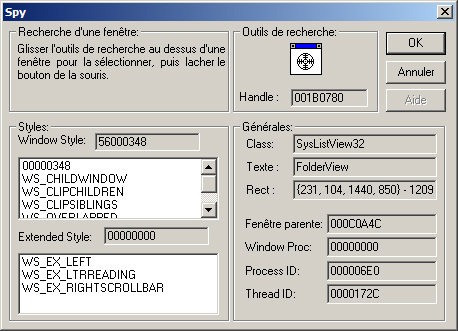 Spy
Recherche d'une fenêtre:
Glisser l'outils de recherche au dessus d'une
fenêtre pour la sélectionner, puis lacher le
bouton de la souris.
Outils de recherche:
Handle : 001B0780
OK
Annuler
Aide
Styles:
Window Style: 56000348
00000348
WS_CHILDWINDOW
WS_CLIPCHILDREN
WS_CLIPSIBLINGS
WS_OVERLAPPED
Extended Style: 00000000
WS_EX_LEFT
WS_EX_LTRREADING
WS_EX_RIGHTSCROLLBAR
Générales:
Class: SysListView32
Texte : FolderView
Rect : {231, 104, 1440, 850} - 1209
Fenêtre parente: 000C0A4C
Window Proc: 00000000
Process ID: 000006E0
Thread ID: 0000172C